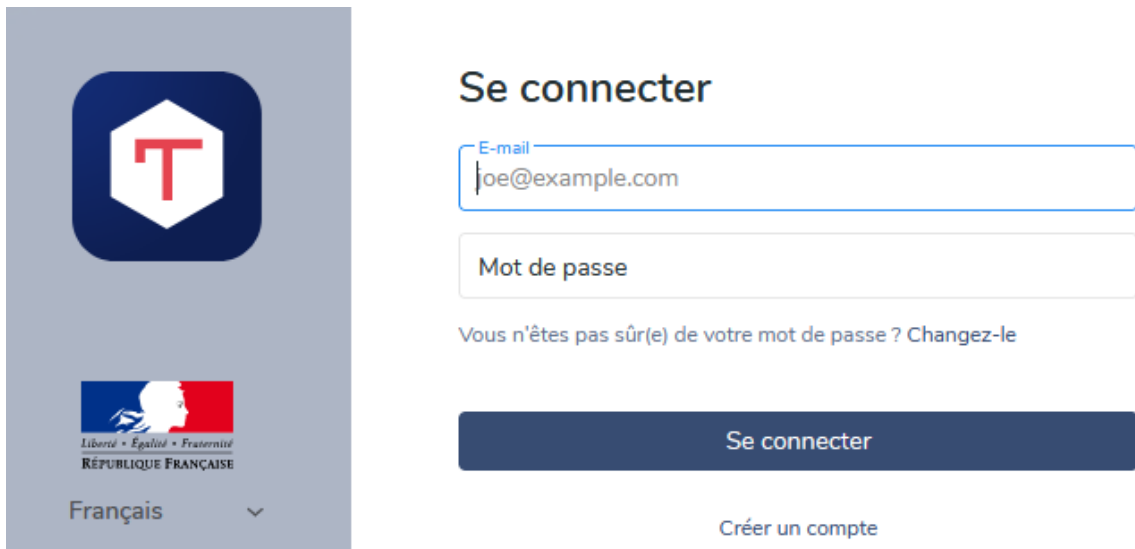 T
Liberté • Égalité • Fraternité
RÉPUBLIQUE FRANÇAISE
Français
Se connecter
E-mail
joe@example.com
Mot de passe
Vous n'êtes pas sûr(e) de votre mot de passe ? Changez-le
Se connecter
Créer un compte